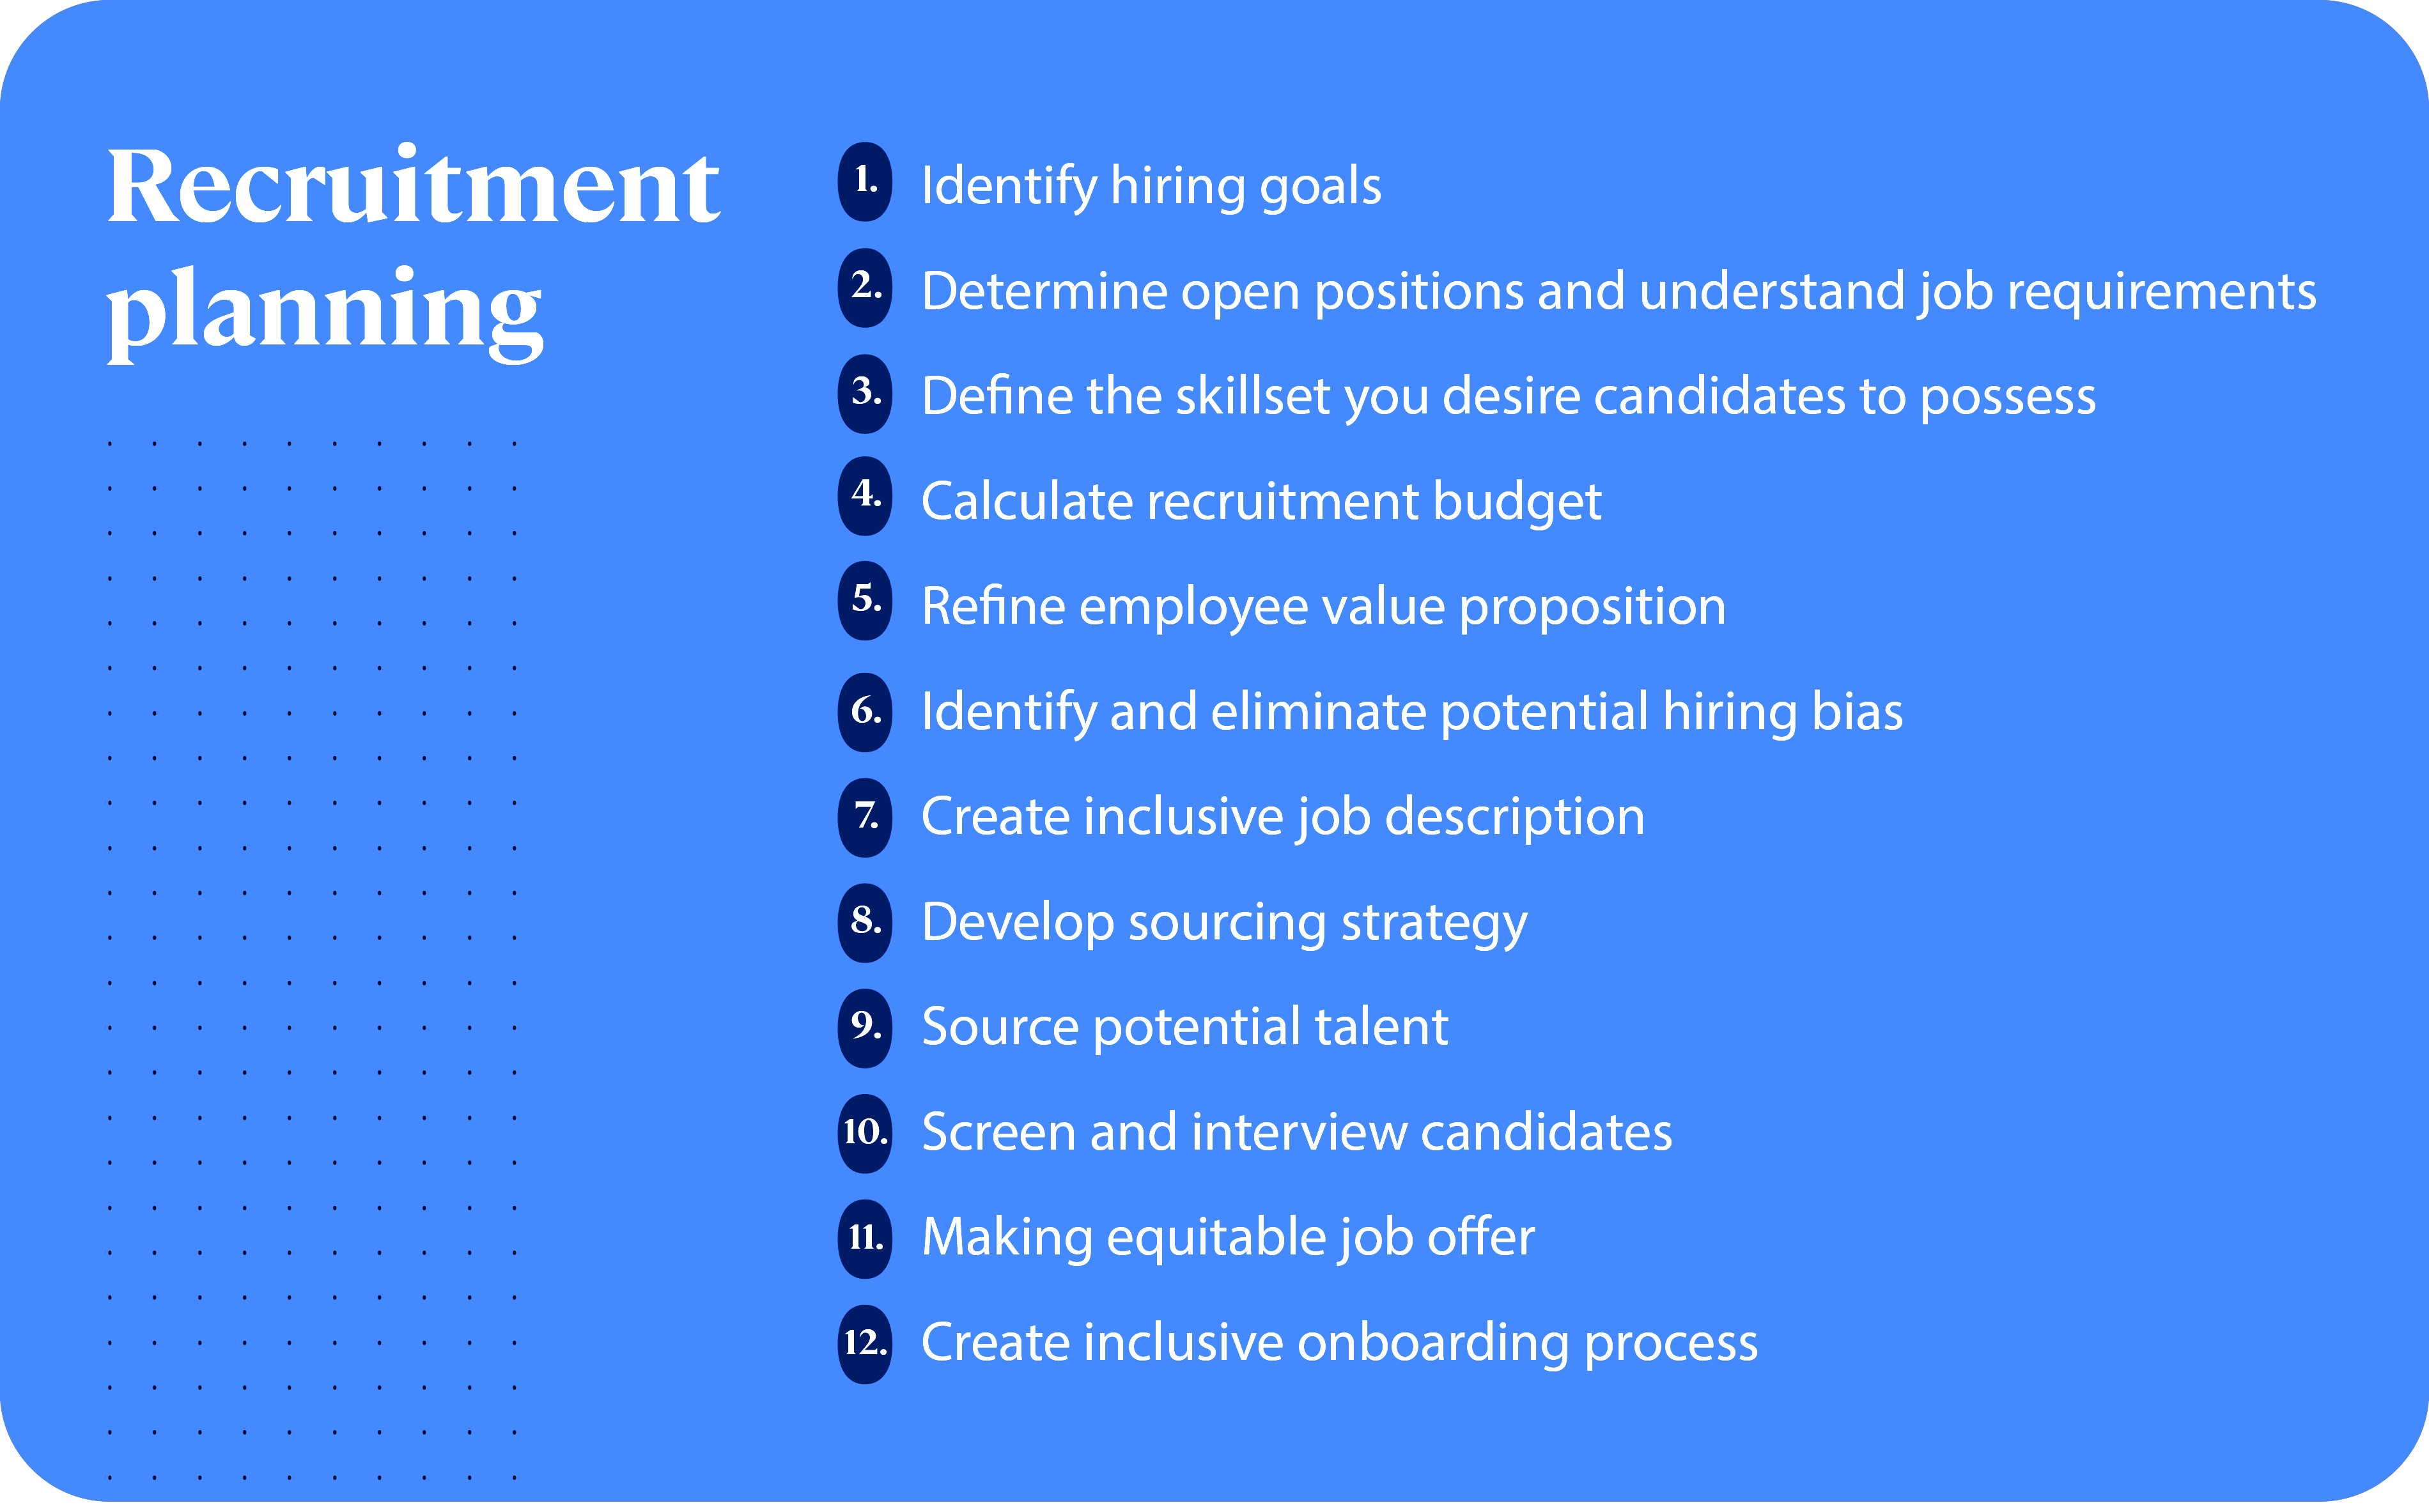 Recruitment
planning
1. Identify hiring goals
2. Determine open positions and understand job requirements
3. Define the skillset you desire candidates to possess
4. Calculate recruitment budget
5. Refine employee value proposition
6. Identify and eliminate potential hiring bias
7. Create inclusive job description
8. Develop sourcing strategy
9. Source potential talent
10. Screen and interview candidates
11. Making equitable job offer
12. Create inclusive onboarding process